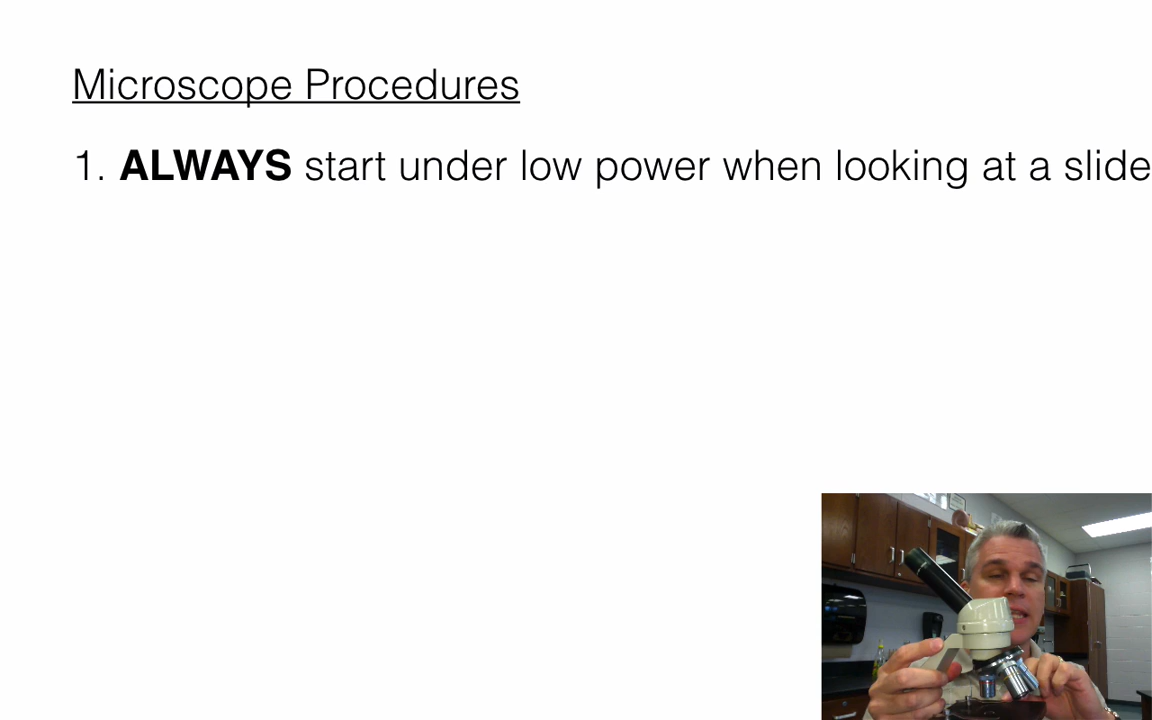 Microscope Procedures
1. ALWAYS start under low power when looking at a slide